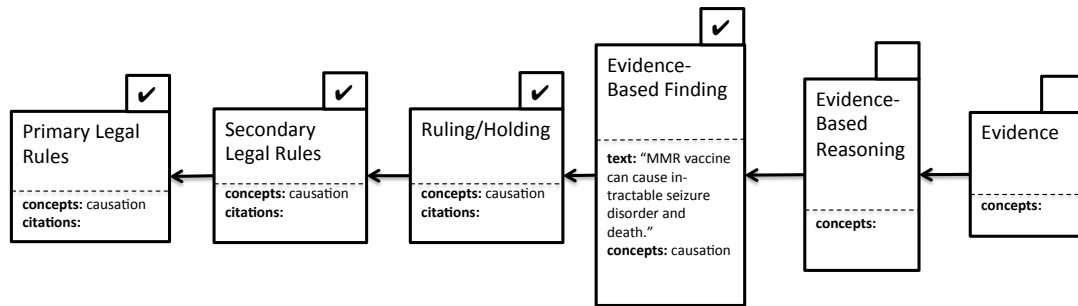 ✔
Primary Legal
Rules
concepts: causation
citations:
✔
Secondary
Legal Rules
concepts: causation
citations:
✔
Ruling/Holding
concepts: causation
citations:
✔
Evidence-
Based Finding
text: “MMR vaccine
can cause in-
tractable seizure
disorder and
death.”
concepts: causation
Evidence-
Based
Reasoning
concepts:
Evidence
concepts: